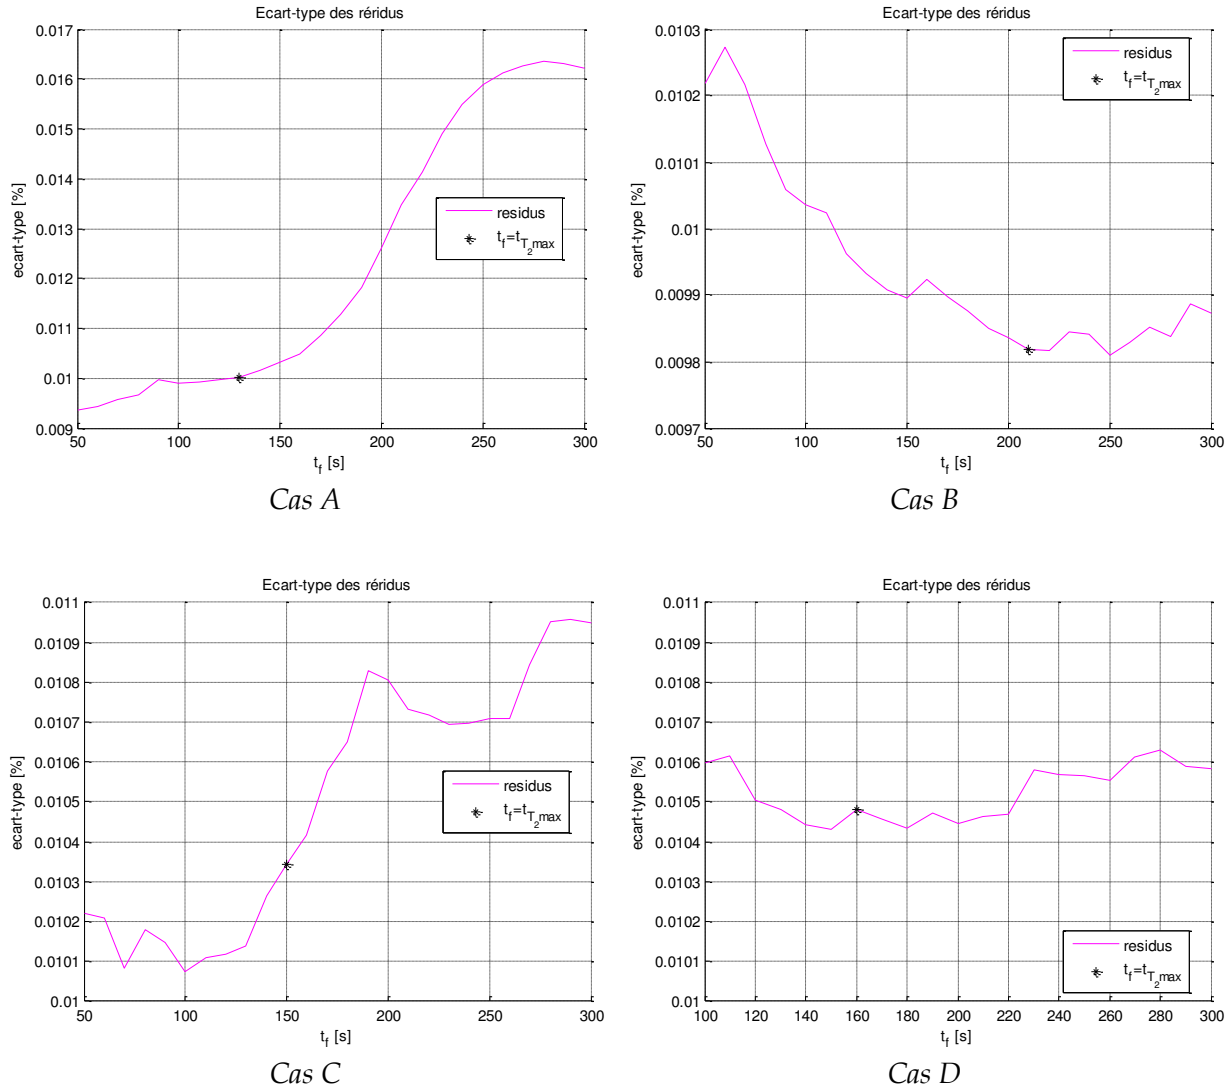 Ecart-type des réridus
0.017
0.016
0.015
0.014
0.013
0.012
0.011
0.01
0.009
ecart-type [%]
residus
t_f=t_T_2max
50 100 150 200 250 300
t_f [s]
Cas A
Ecart-type des réridus
0.0103
0.0102
0.0101
0.01
0.0099
0.0098
0.0097
ecart-type [%]
residus
t_f=t_T_2max
50 100 150 200 250 300
t_f [s]
Cas B
Ecart-type des réridus
0.011
0.0109
0.0108
0.0107
0.0106
0.0105
0.0104
0.0103
0.0102
0.0101
0.01
ecart-type [%]
residus
t_f=t_T_2max
50 100 150 200 250 300
t_f [s]
Cas C
Ecart-type des réridus
0.011
0.0109
0.0108
0.0107
0.0106
0.0105
0.0104
0.0103
0.0102
0.0101
0.01
ecart-type [%]
residus
t_f=t_T_2max
100 120 140 160 180 200 220 240 260 280 300
t_f [s]
Cas D